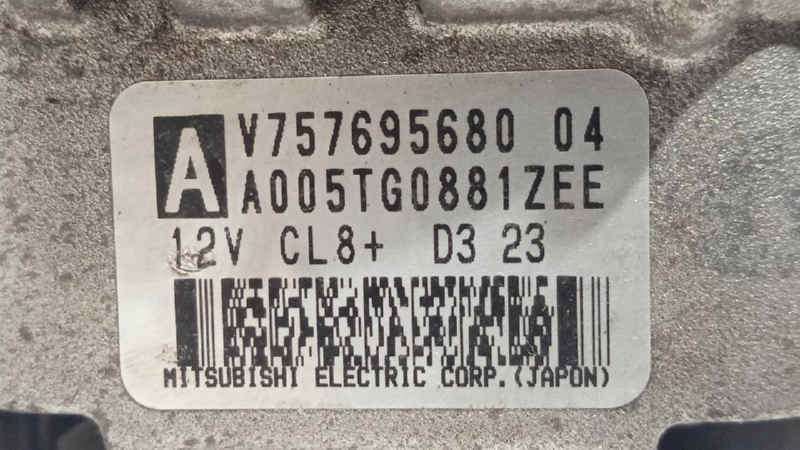 A
V757695680 04
A005TG0881ZEE
12V CL8+ D3 23
MITSUBISHI ELECTRIC CORP.(JAPON)